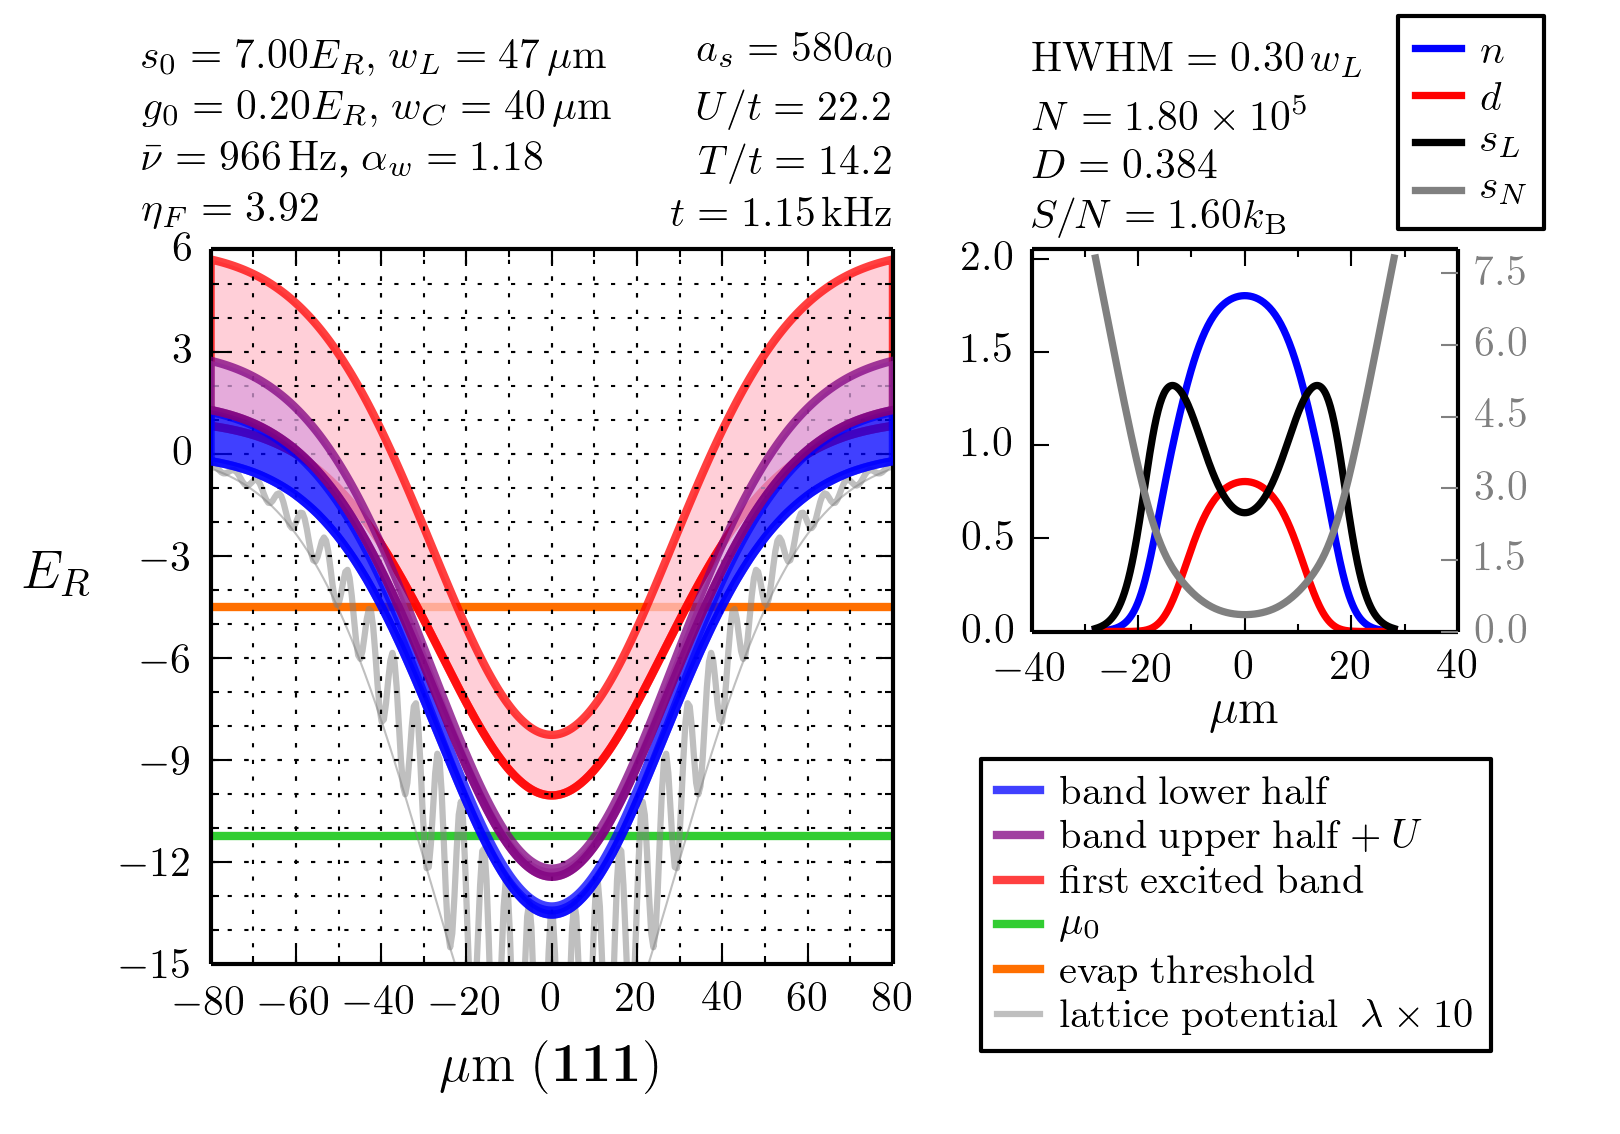 s₀ = 7.00E_R, w_L = 47 μm
g₀ = 0.20E_R, w_C = 40 μm
ν̄ = 966 Hz, α_w = 1.18
η_F = 3.92
a_s = 580a₀
U/t = 22.2
T/t = 14.2
t = 1.15 kHz
HWHM = 0.30 w_L
N = 1.80 × 10⁵
D = 0.384
S/N = 1.60k_B
n
d
s_L
s_N
6
3
0
−3
−6
−9
−12
−15
E_R
−80 −60 −40 −20 0 20 40 60 80
μm (111)
2.0
1.5
1.0
0.5
0.0
7.5
6.0
4.5
3.0
1.5
0.0
−40 −20 0 20 40
μm
band lower half
band upper half + U
first excited band
μ₀
evap threshold
lattice potential λ × 10